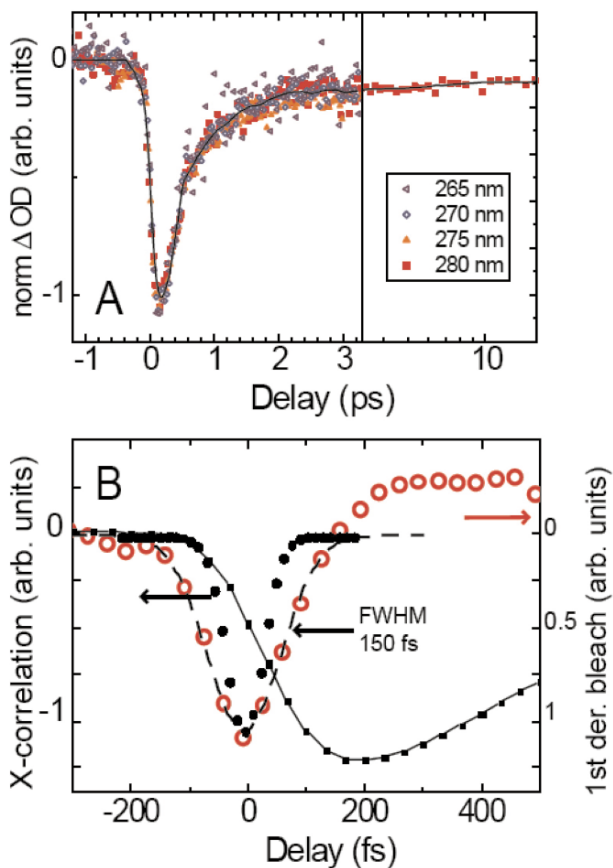 0
-1
norm Δ OD (arb. units)
A
265 nm
270 nm
275 nm
280 nm
-1 0 1 2 3 10
Delay (ps)
B
0
-1
X-correlation (arb. units)
FWHM
150 fs
0
0.5
1
1st der. bleach (arb. units)
-200 0 200 400
Delay (fs)